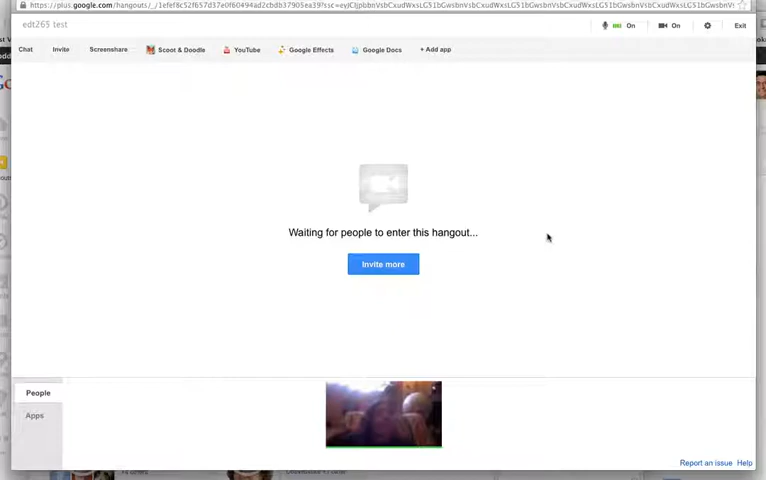 edt265 test
On
On
Exit
Chat
Invite
Screenshare
Scoot & Doodle
YouTube
Google Effects
Google Docs
+ Add app
Waiting for people to enter this hangout...
Invite more
People
Apps
Report an issue
Help